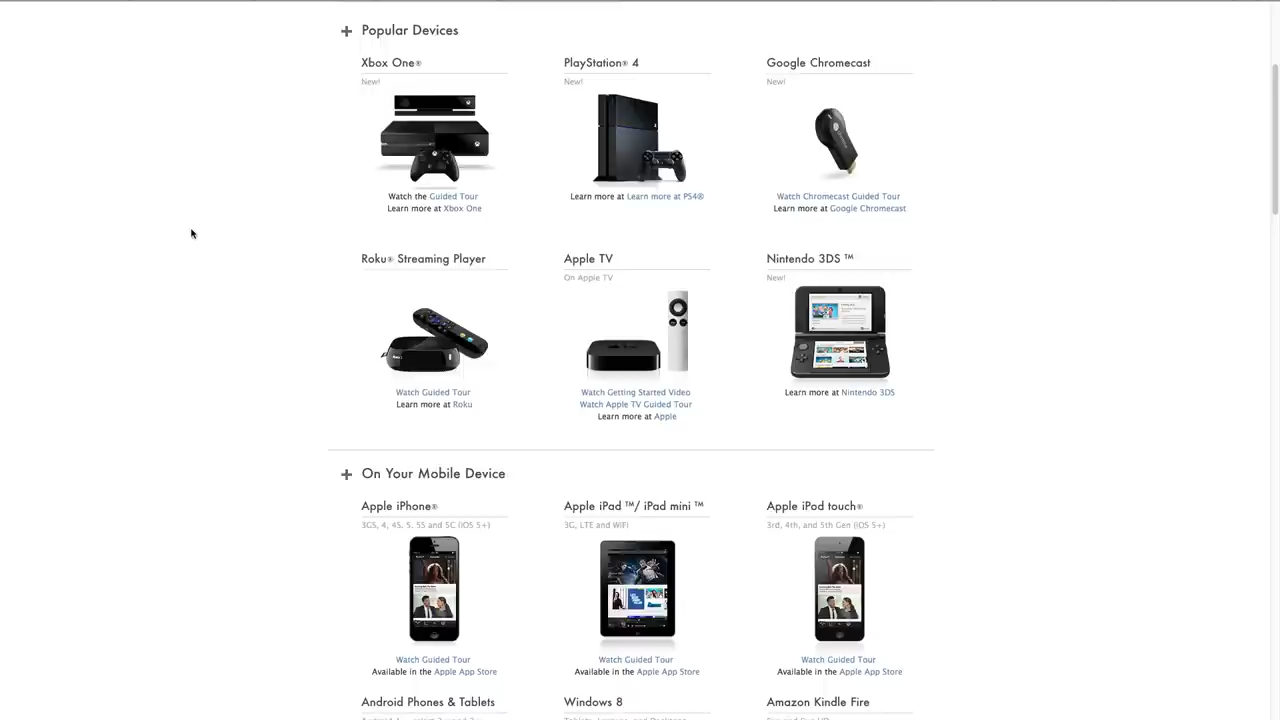 Popular Devices
Xbox One®
PlayStation® 4
Google Chromecast
New!
New!
New!
Watch the Guided Tour
Learn more at Learn more at PS4®
Watch Chromecast Guided Tour
Learn more at Xbox One
Learn more at Google Chromecast
Roku® Streaming Player
Apple TV
Nintendo 3DS ™
On Apple TV
New!
Watch Guided Tour
Watch Getting Started Video
Learn more at Nintendo 3DS
Learn more at Roku
Watch Apple TV Guided Tour
Learn more at Apple
On Your Mobile Device
Apple iPhone®
Apple iPad ™/ iPad mini ™
Apple iPod touch®
3GS, 4, 4S, 5, 5S and 5C (iOS 5+)
3G, LTE and WiFi
3rd, 4th, and 5th Gen (iOS 5+)
Watch Guided Tour
Watch Guided Tour
Watch Guided Tour
Available in the Apple App Store
Available in the Apple App Store
Available in the Apple App Store
Android Phones & Tablets
Windows 8
Amazon Kindle Fire